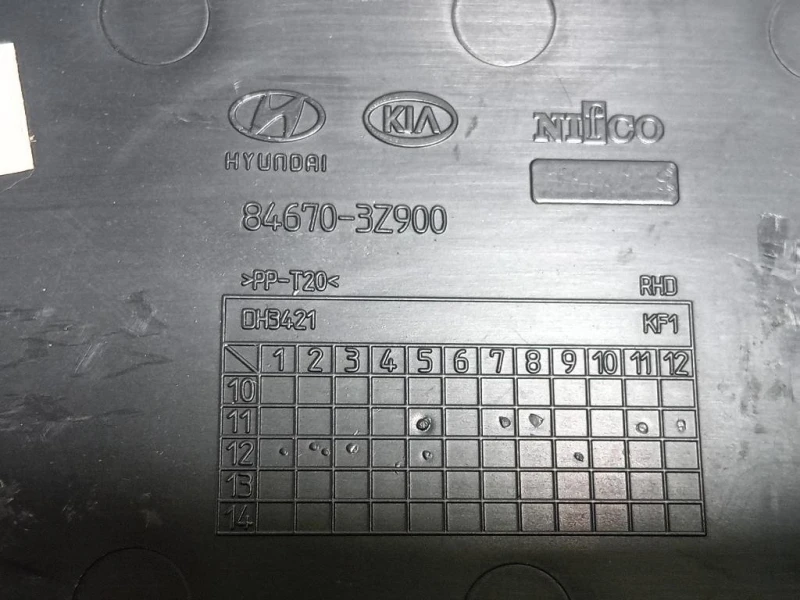 KIA NIFCO
HYUNDAI
84670-3Z900
>PP-T20< RHD
DH3421 KF1
1 2 3 4 5 6 7 8 9 10 11 12
10
11
12
13
14